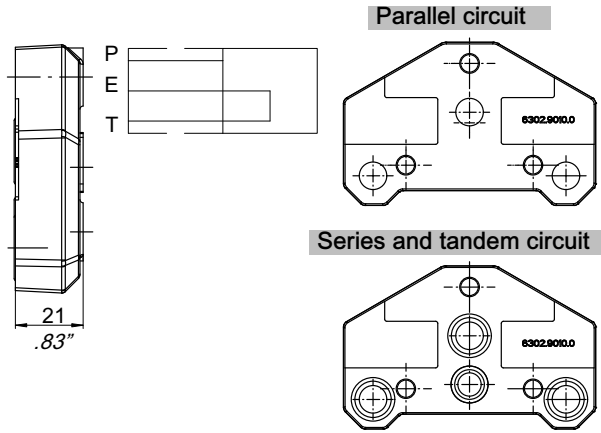 Parallel circuit
P
E
T
6302.9010.0
Series and tandem circuit
21
.83"
6302.9010.0